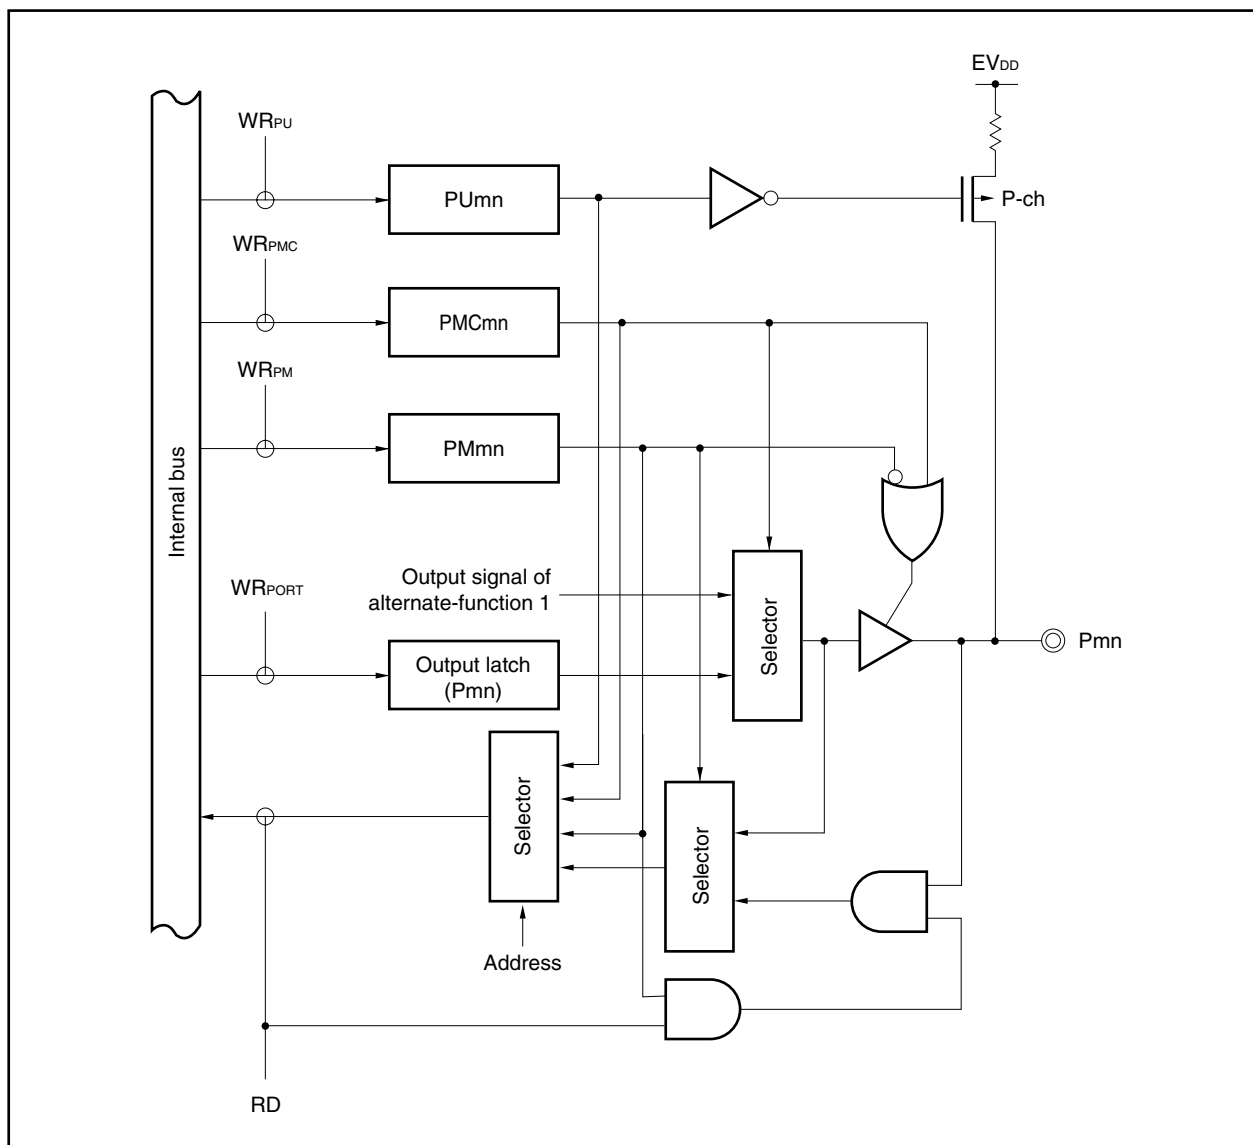 EVDD
WRPU
PUmn
P-ch
WRPMC
PMCmn
WRPM
PMmn
Internal bus
Output signal of
alternate-function 1
WRPORT
Selector
Pmn
Output latch
(Pmn)
Selector
Selector
Address
RD